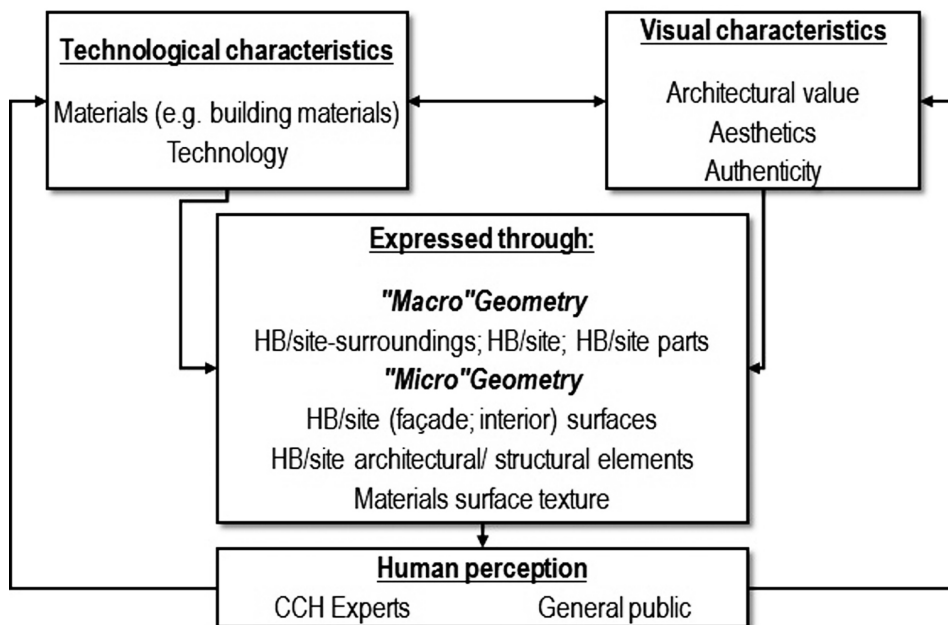 Technological characteristics
Materials (e.g. building materials)
Technology
Visual characteristics
Architectural value
Aesthetics
Authenticity
Expressed through:
"Macro"Geometry
HB/site-surroundings; HB/site; HB/site parts
"Micro"Geometry
HB/site (façade; interior) surfaces
HB/site architectural/ structural elements
Materials surface texture
Human perception
CCH Experts General public